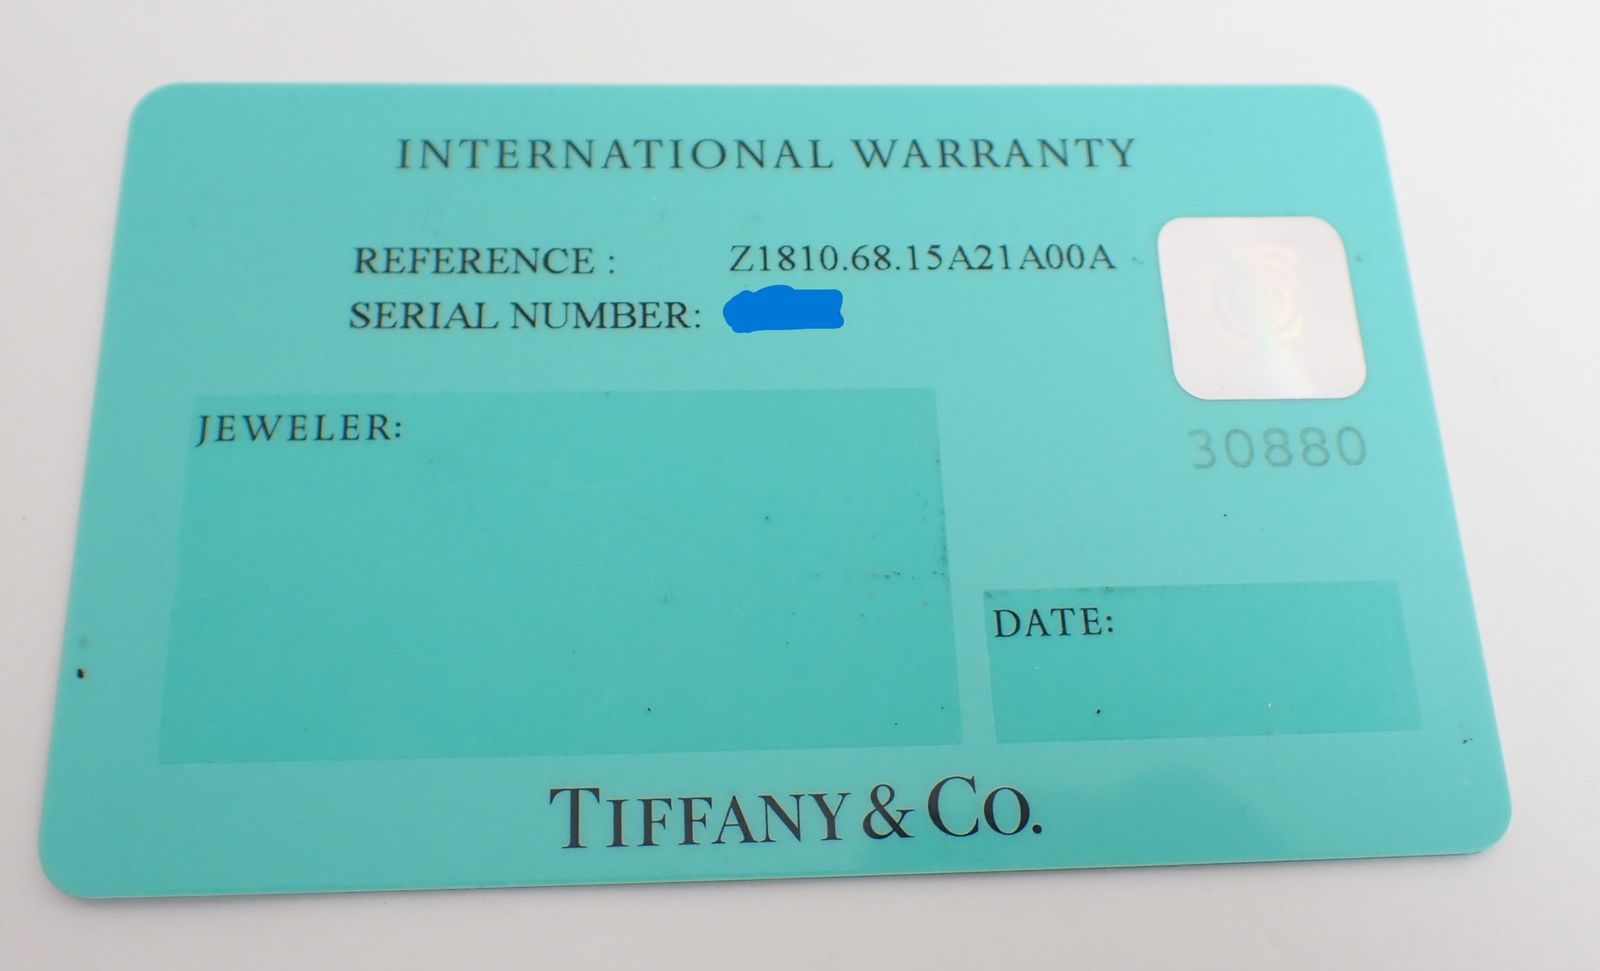 INTERNATIONAL WARRANTY
REFERENCE : Z1810.68.15A21A00A
SERIAL NUMBER:
JEWELER:
30880
DATE:
TIFFANY & CO.